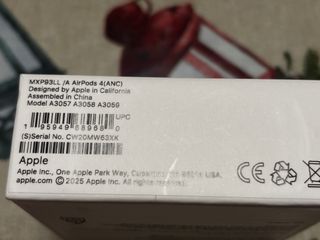 MXP93LL /A AirPods 4(ANC)
Designed by Apple in California
Assembled in China
Model A3057 A3058 A3059
UPC
1 95949 68968 0
(S)Serial No. CW20MW63XK
Apple
Apple Inc., One Apple Park Way, CA 95014 USA.
apple.com © 2025 Apple Inc. All rights reserved.
CE